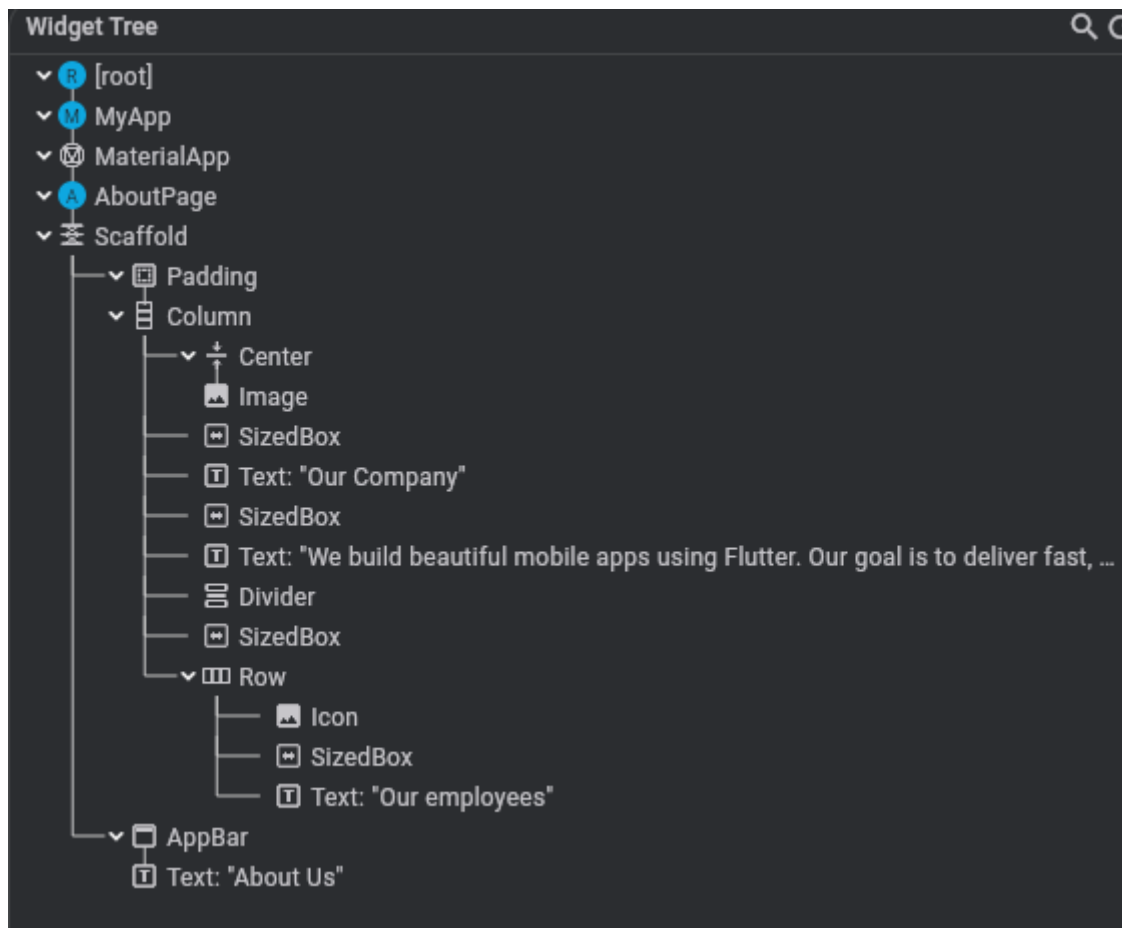 Widget Tree
R [root]
M MyApp
MaterialApp
A AboutPage
Scaffold
Padding
Column
Center
Image
SizedBox
T Text: "Our Company"
SizedBox
T Text: "We build beautiful mobile apps using Flutter. Our goal is to deliver fast, ...
Divider
SizedBox
Row
Icon
SizedBox
T Text: "Our employees"
AppBar
T Text: "About Us"